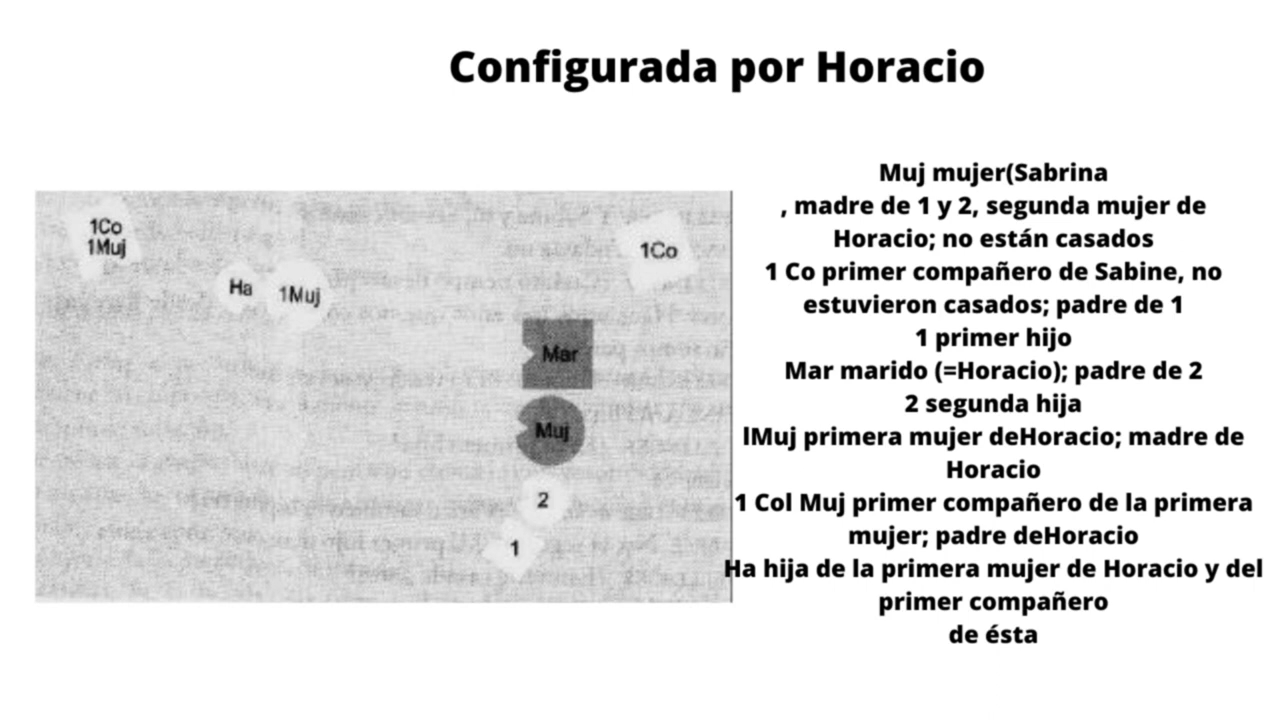 Configurada por Horacio
1Co
1Muj
Ha
1Muj
1Co
Mar
Muj
2
1
Muj mujer(Sabrina
, madre de 1 y 2, segunda mujer de
Horacio; no están casados
1 Co primer compañero de Sabine, no
estuvieron casados; padre de 1
1 primer hijo
Mar marido (=Horacio); padre de 2
2 segunda hija
lMuj primera mujer deHoracio; madre de
Horacio
1 Col Muj primer compañero de la primera
mujer; padre deHoracio
Ha hija de la primera mujer de Horacio y del
primer compañero
de ésta